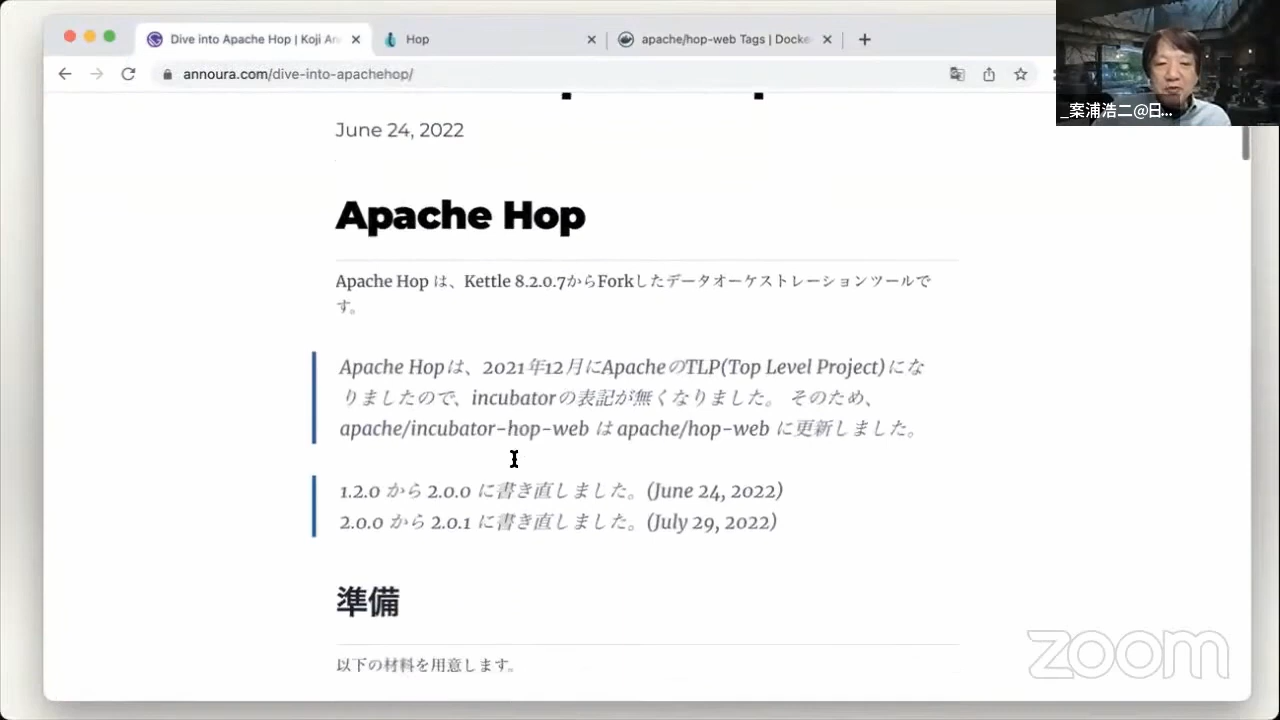 Dive into Apache Hop | Koji An
Hop
apache/hop-web Tags | Docke
annoura.com/dive-into-apachehop/
_案浦浩二@日...
June 24, 2022
Apache Hop
Apache Hop は、Kettle 8.2.0.7からForkしたデータオーケストレーションツールで
す。
Apache Hopは、2021年12月にApacheのTLP(Top Level Project)にな
りましたので、incubatorの表記が無くなりました。 そのため、
apache/incubator-hop-web は apache/hop-web に更新しました。
1.2.0 から 2.0.0 に書き直しました。(June 24, 2022)
2.0.0 から 2.0.1 に書き直しました。(July 29, 2022)
準備
以下の材料を用意します。
zoom